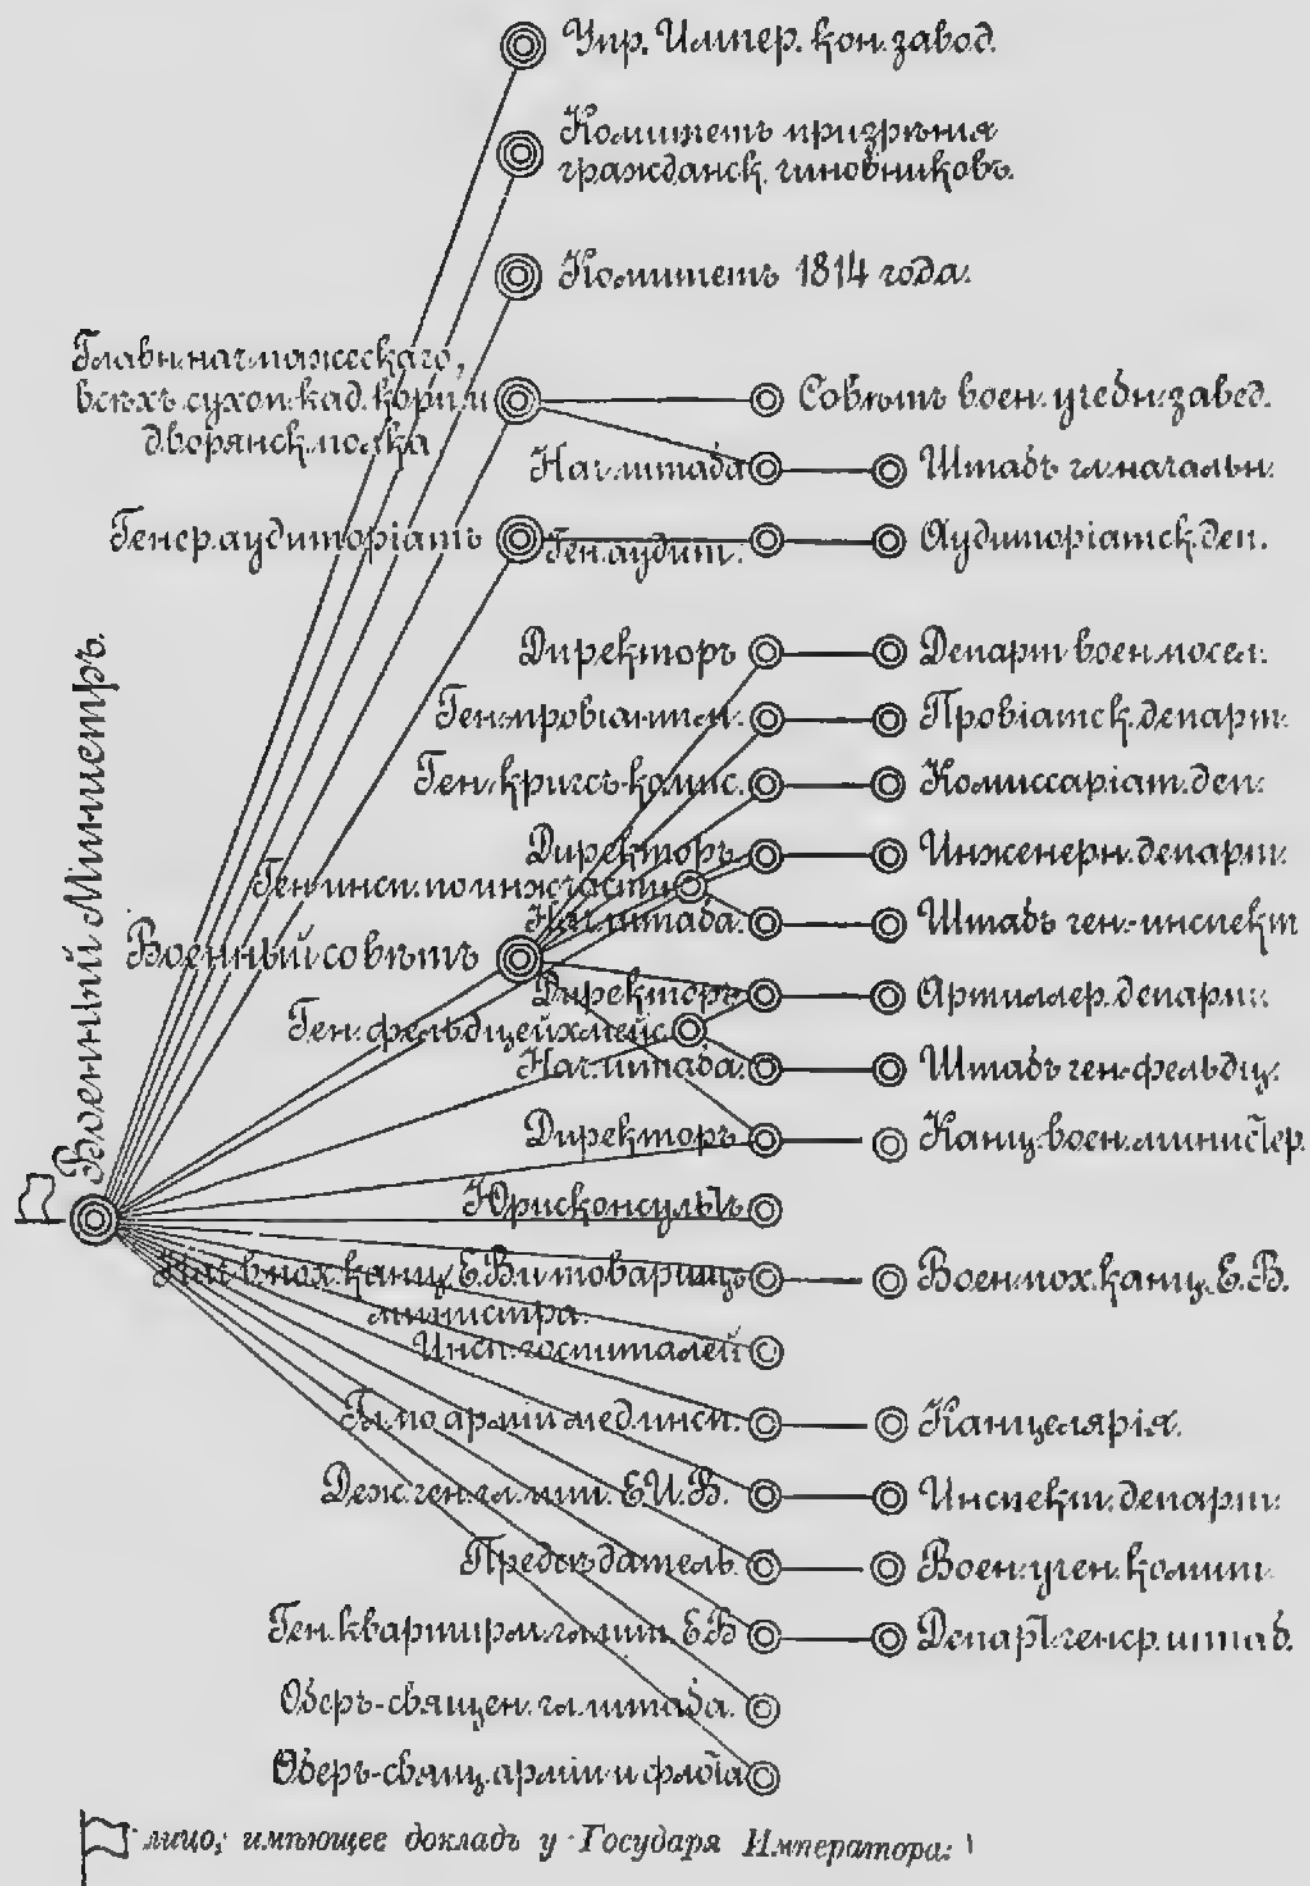 Упр. Импер. кон. завод.
Комитетъ призрѣнія
гражданск. чиновниковъ.
Комитетъ 1814 года.
Главн. нач. пажескаго,
всѣхъ сухоп. кад. корп. и
дворянск. полка
Совѣтъ воен. учебн. завед.
Нач. штаба
Штабъ гл. начальн.
Генер. аудиторіатъ
Ген. аудит.
Аудиторіатск. деп.
Директоръ
Департ. воен. посел.
Ген. провіантм.
Провіатск. департ.
Ген. кригсъ-комис.
Комиссаріат. деп.
Директоръ
Инженерн. департ.
Ген. инсп. по инж. части
Нач. штаба.
Штабъ ген.-инспект
Военный совѣтъ
Директоръ
Артиллер. департ.
Ген. фельдцейхмейс.
Нач. штаба.
Штабъ ген. фельдц.
Директоръ
Канц. воен. министер.
Военный Министръ.
Юрисконсультъ
Нач. в. пох. канц. Е. В. и товарищъ
министра.
Воен. пох. канц. Е. В.
Инсп. госпиталей
Гл. по арміи мед. инсп.
Канцелярія.
Деж. ген. гл. шт. Е. И. В.
Инспект. департ.
Предсѣдатель
Воен. учен. комит.
Ген. квартирм. гл. шт. Е. В
Департ. генер. штаб.
Оберъ-священ. гл. штаба.
Оберъ-свящ. арміи и флота
лицо, имѣющее докладъ у Государя Императора.